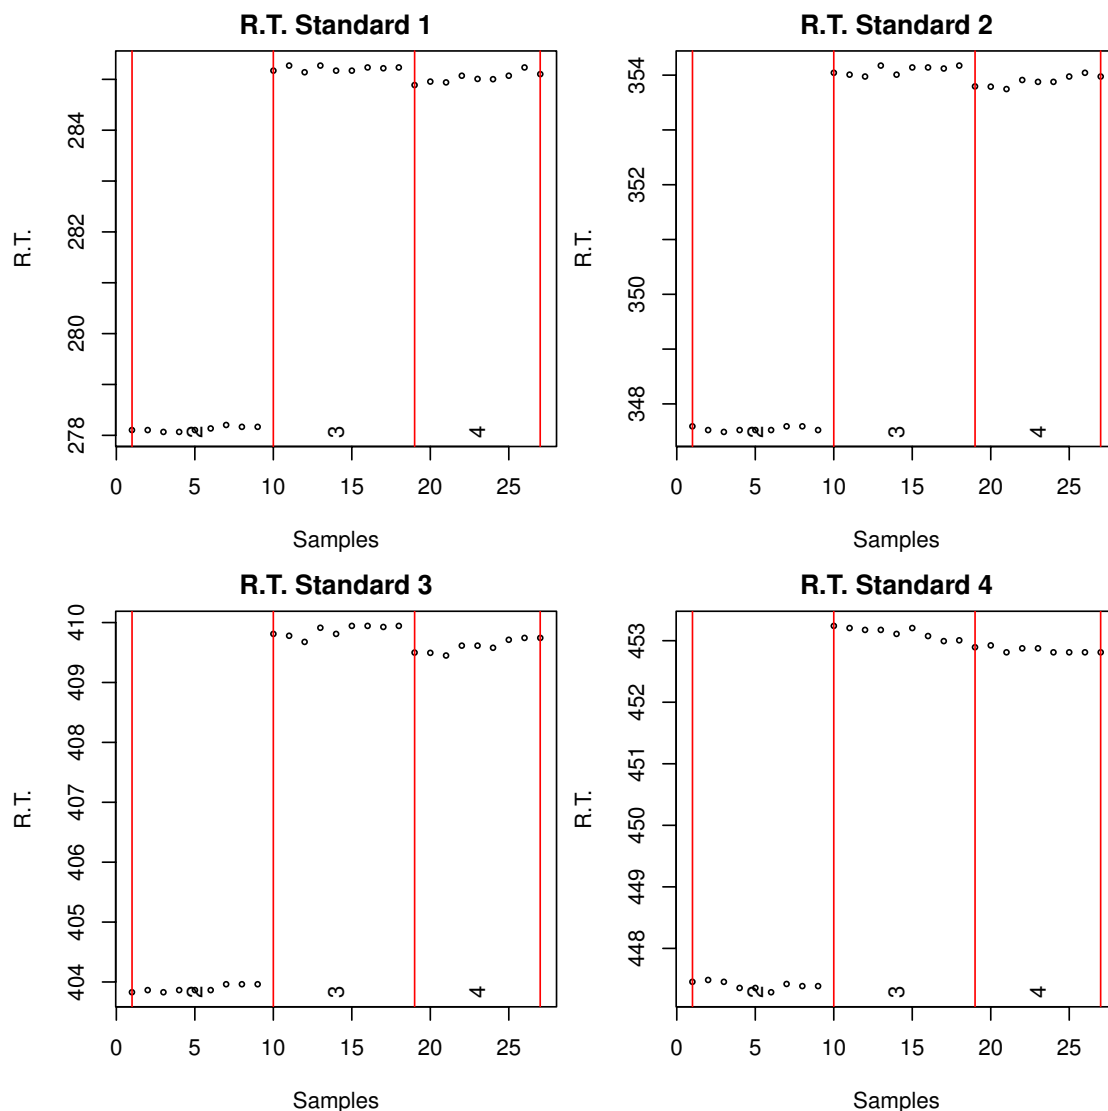 R.T. Standard 1
R.T.
284
282
280
278
2
3
4
0 5 10 15 20 25
Samples
R.T. Standard 2
R.T.
354
352
350
348
2
3
4
0 5 10 15 20 25
Samples
R.T. Standard 3
R.T.
410
409
408
407
406
405
404
2
3
4
0 5 10 15 20 25
Samples
R.T. Standard 4
R.T.
453
452
451
450
449
448
2
3
4
0 5 10 15 20 25
Samples